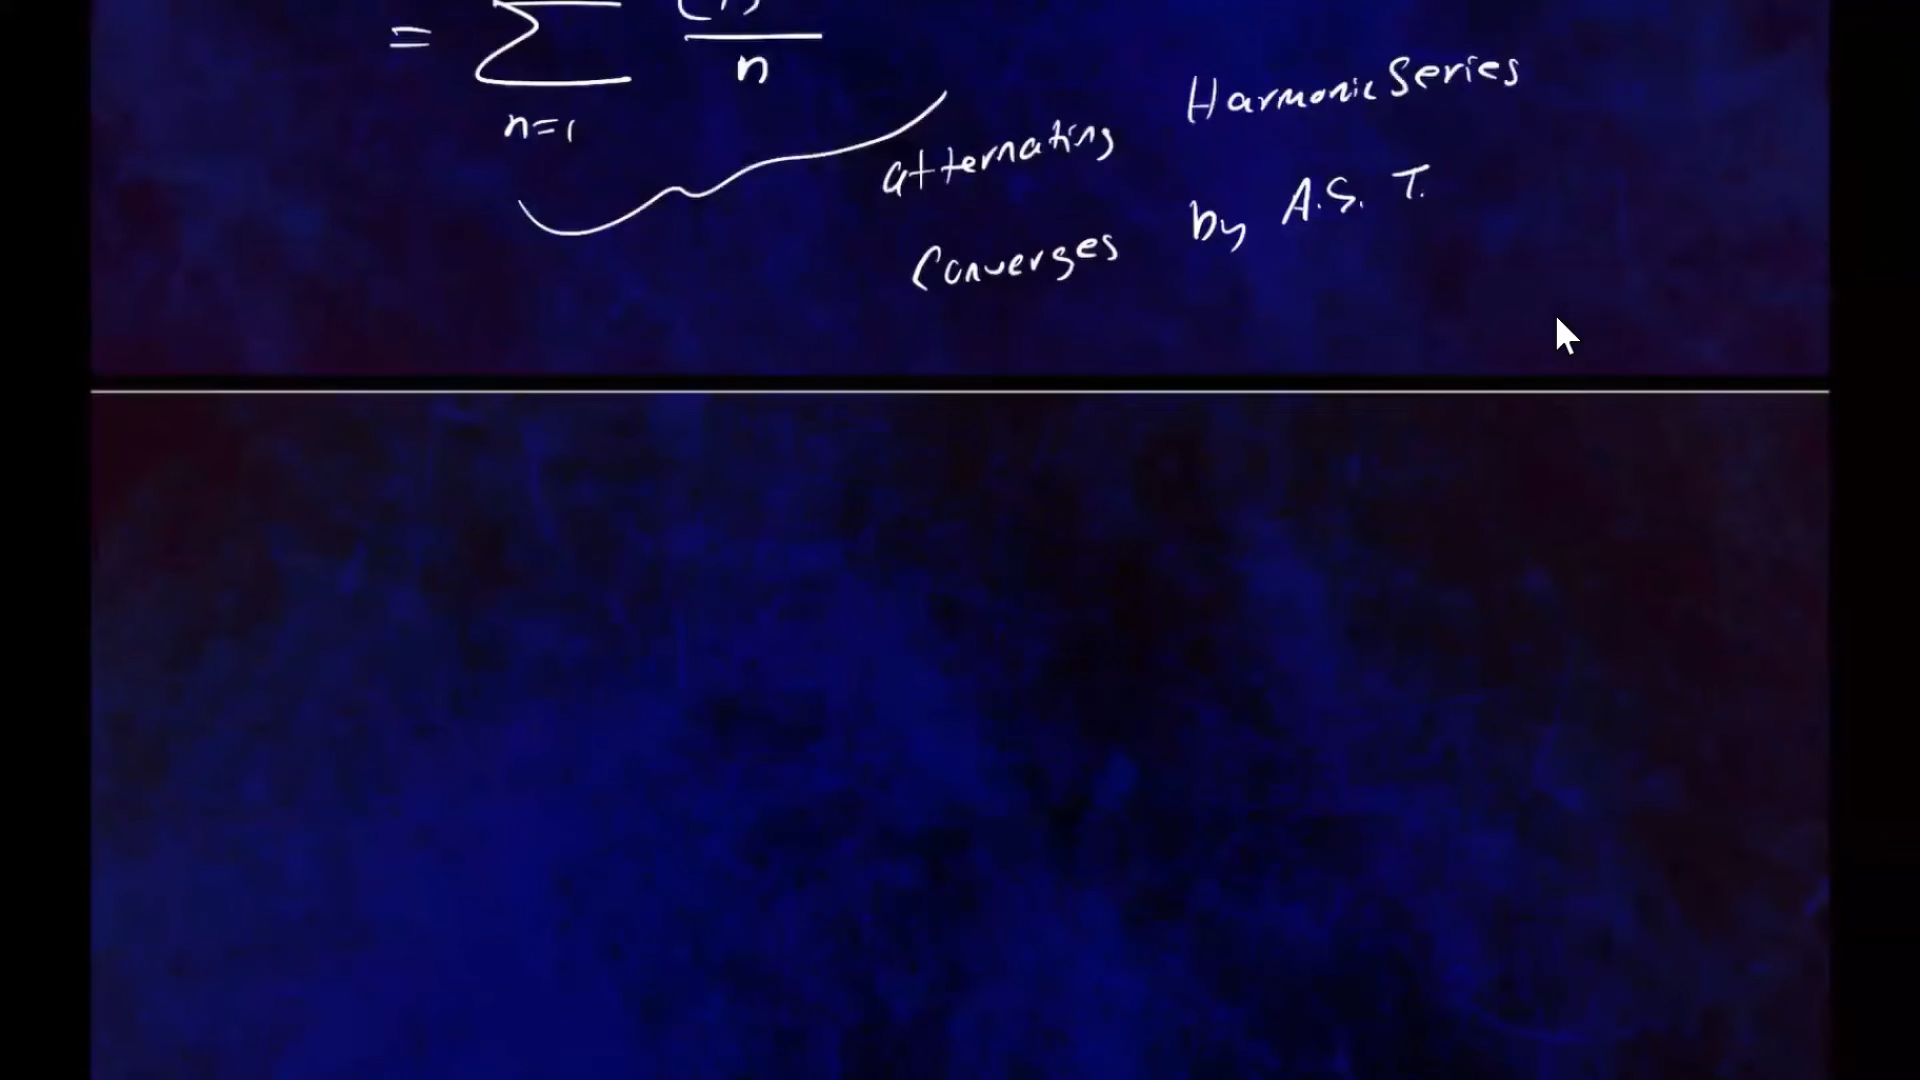 = Σ n
n=1
alternating Harmonic Series
Converges by A.S.T.